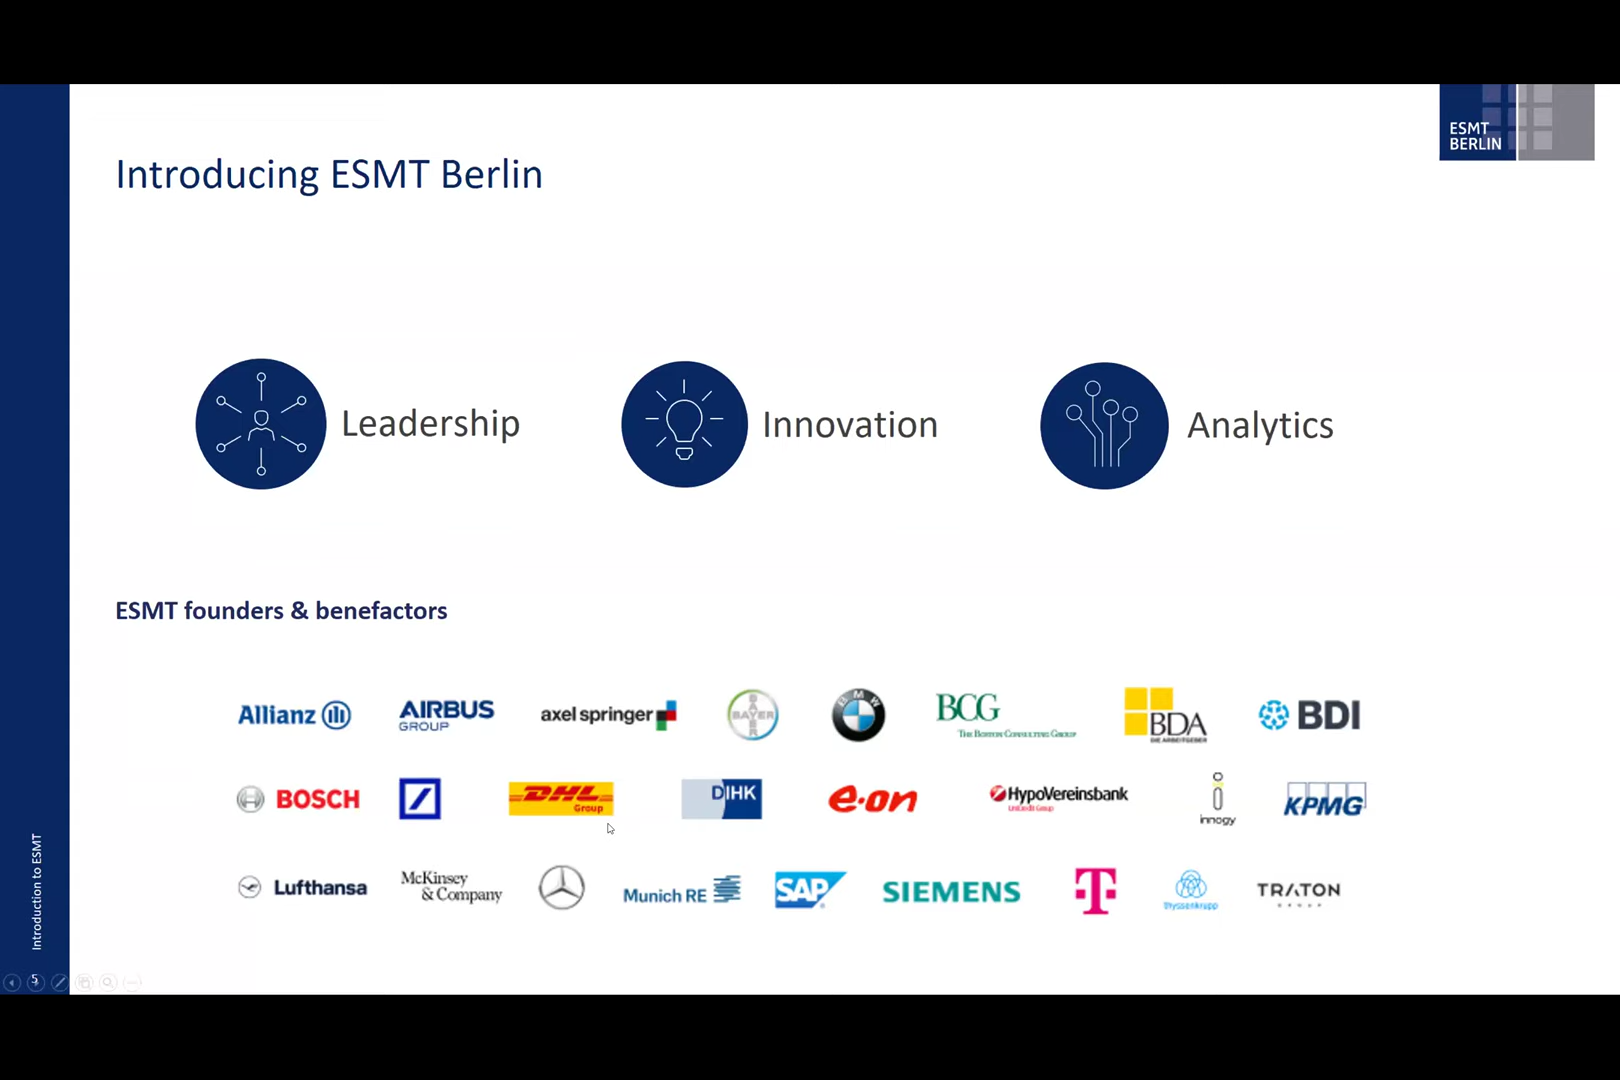 ESMT
BERLIN
Introducing ESMT Berlin
Leadership
Innovation
Analytics
ESMT founders & benefactors
Allianz
AIRBUS
GROUP
axel springer
BAYER
BAYER
BMW
BCG
THE BOSTON CONSULTING GROUP
BDA
DIE ARBEITGEBER
BDI
BOSCH
DHL
Group
DIHK
e·on
HypoVereinsbank
UniCredit Group
innogy
KPMG
Lufthansa
McKinsey
& Company
Munich RE
SAP
SIEMENS
T
thyssenkrupp
TRATON
GROUP
Introduction to ESMT
5